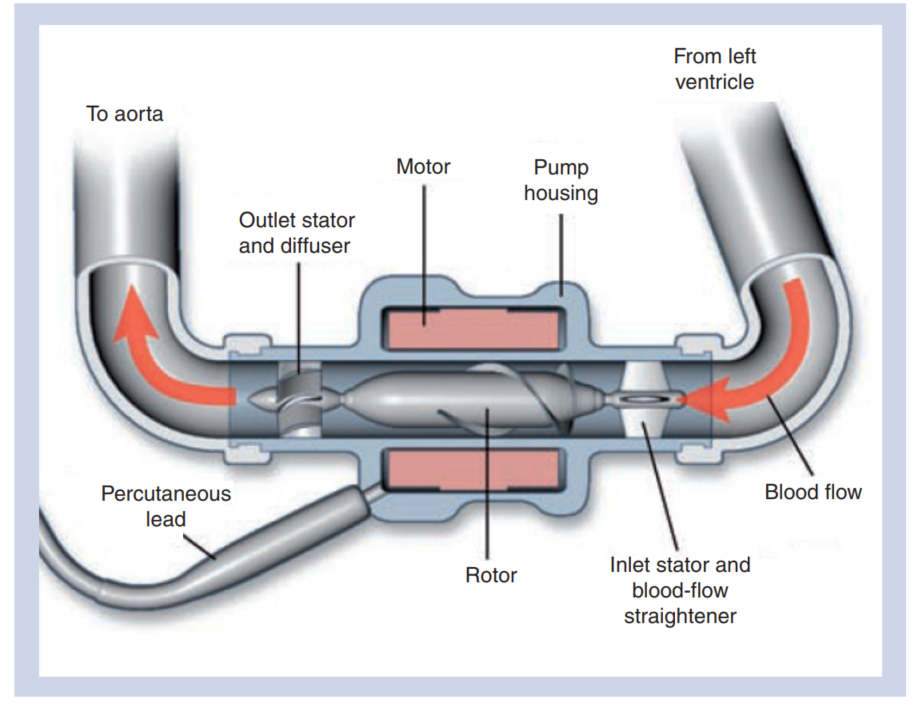 From left
ventricle
To aorta
Motor
Pump
housing
Outlet stator
and diffuser
Percutaneous
lead
Blood flow
Rotor
Inlet stator and
blood-flow
straightener